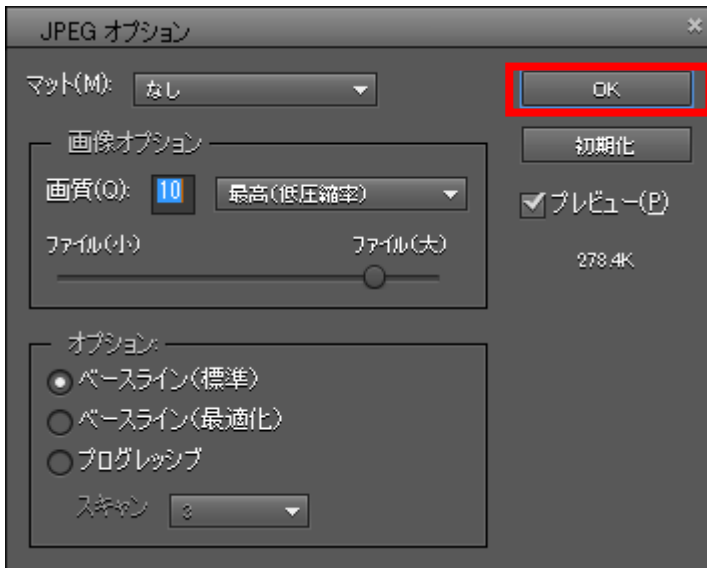 JPEG オプション
マット(M): なし
OK
画像オプション
初期化
画質(Q): 10 最高(低圧縮率)
プレビュー(P)
ファイル(小) ファイル(大)
278.4K
オプション:
ベースライン(標準)
ベースライン(最適化)
プログレッシブ
スキャン 3